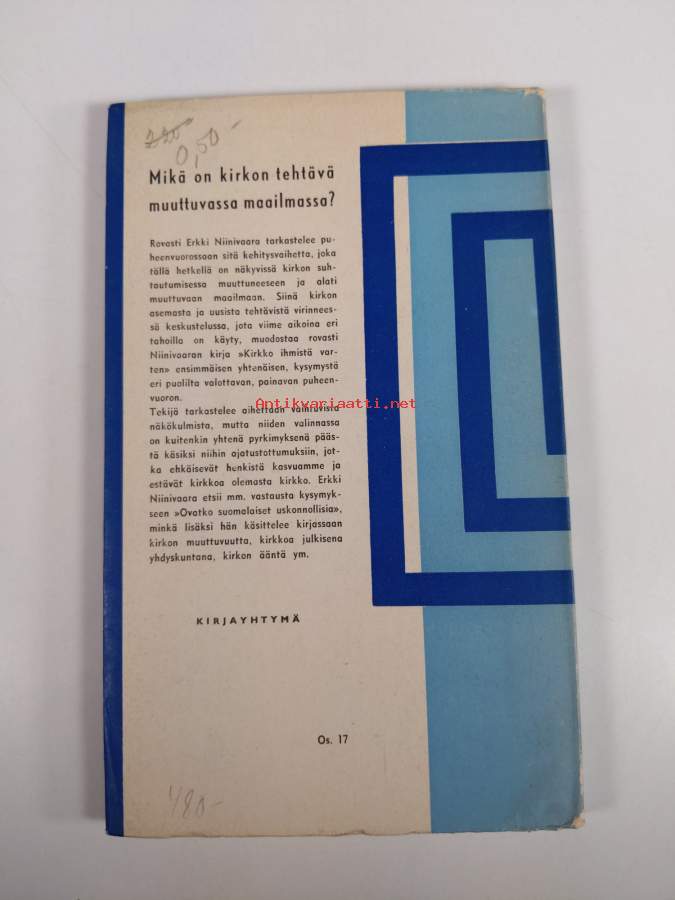 0,50
Mikä on kirkon tehtävä
muuttuvassa maailmassa?
Rovasti Erkki Niinivaara tarkastelee pu-
heenvuorossaan sitä kehitysvaihetta, joka
tällä hetkellä on näkyvissä kirkon suh-
tautumisessa muuttuneeseen ja alati
muuttuvaan maailmaan. Siinä kirkon
asemasta ja uusista tehtävistä virinnees-
sä keskustelussa, jota viime aikoina eri
tahoilla on käyty, muodostaa rovasti
Niinivaaran kirja »Kirkko ihmistä var-
ten» ensimmäisen yhtenäisen, kysymystä
eri puolilta valottavan, painavan puheen-
vuoron.
Antikvariaatti.net
Tekijä tarkastelee aihettaan vaihtuvista
näkökulmista, mutta niiden valinnassa
on kuitenkin yhtenä pyrkimyksenä pääs-
tä käsiksi niihin ajatustottumuksiin, jot-
ka ehkäisevät henkistä kasvuamme ja
estävät kirkkoa olemasta kirkko. Erkki
Niinivaara etsii mm. vastausta kysymyk-
seen »Ovatko suomalaiset uskonnollisia»,
minkä lisäksi hän käsittelee kirjassaan
kirkon muuttuvuutta, kirkkoa julkisena
yhdyskuntana, kirkon ääntä ym.
KIRJAYHTYMÄ
Os. 17
480-